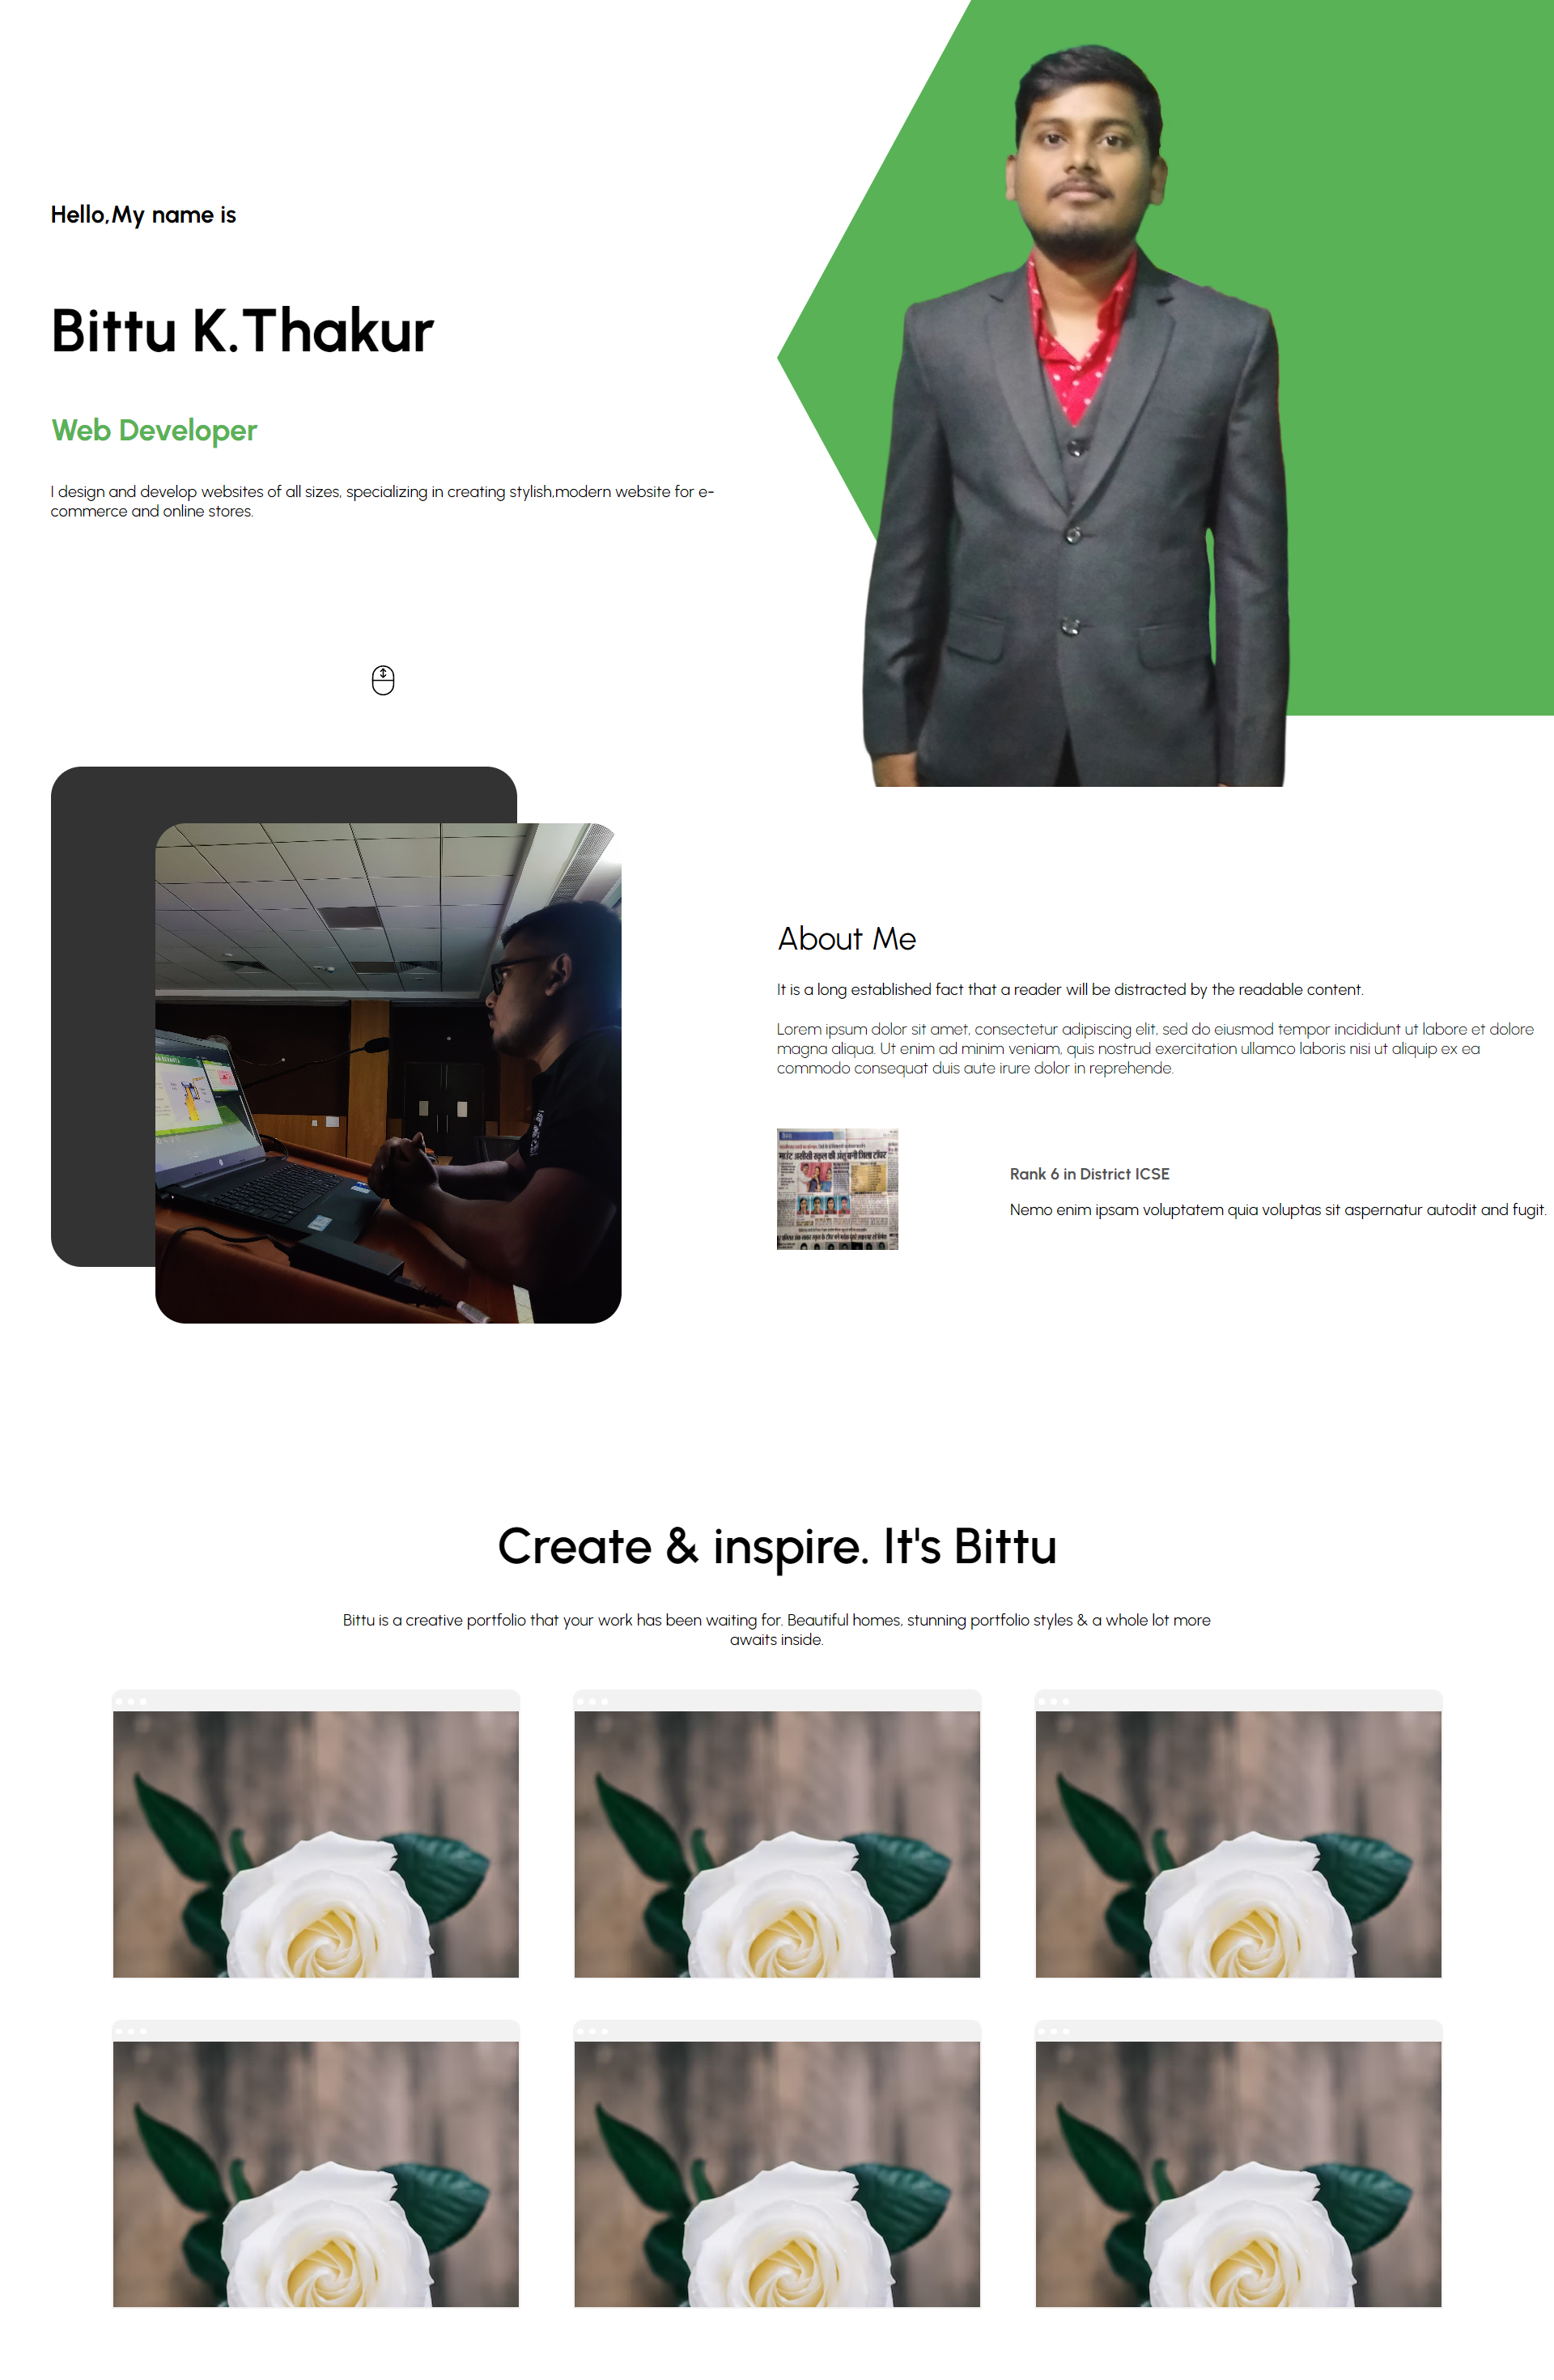 Hello,My name is
Bittu K.Thakur
Web Developer
I design and develop websites of all sizes, specializing in creating stylish,modern website for e-
commerce and online stores.
About Me
It is a long established fact that a reader will be distracted by the readable content.
Lorem ipsum dolor sit amet, consectetur adipiscing elit, sed do eiusmod tempor incididunt ut labore et dolore
magna aliqua. Ut enim ad minim veniam, quis nostrud exercitation ullamco laboris nisi ut aliquip ex ea
commodo consequat duis aute irure dolor in reprehende.
माउंट असीसी स्कूल की अंशु बनी जिला टॉपर
Rank 6 in District ICSE
Nemo enim ipsam voluptatem quia voluptas sit aspernatur autodit and fugit.
Create & inspire. It's Bittu
Bittu is a creative portfolio that your work has been waiting for. Beautiful homes, stunning portfolio styles & a whole lot more
awaits inside.